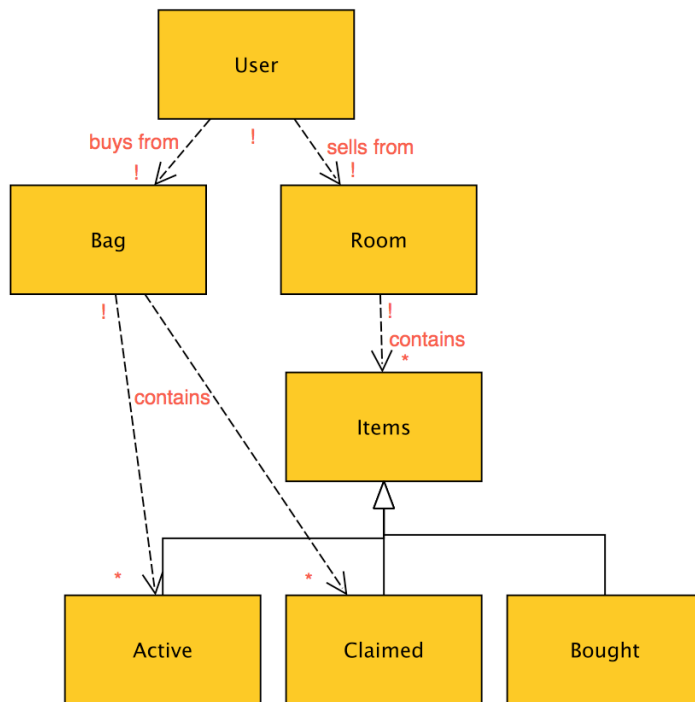 User
buys from
!
sells from
!
!
Bag
Room
!
!
contains
*
contains
Items
*
*
Active
Claimed
Bought